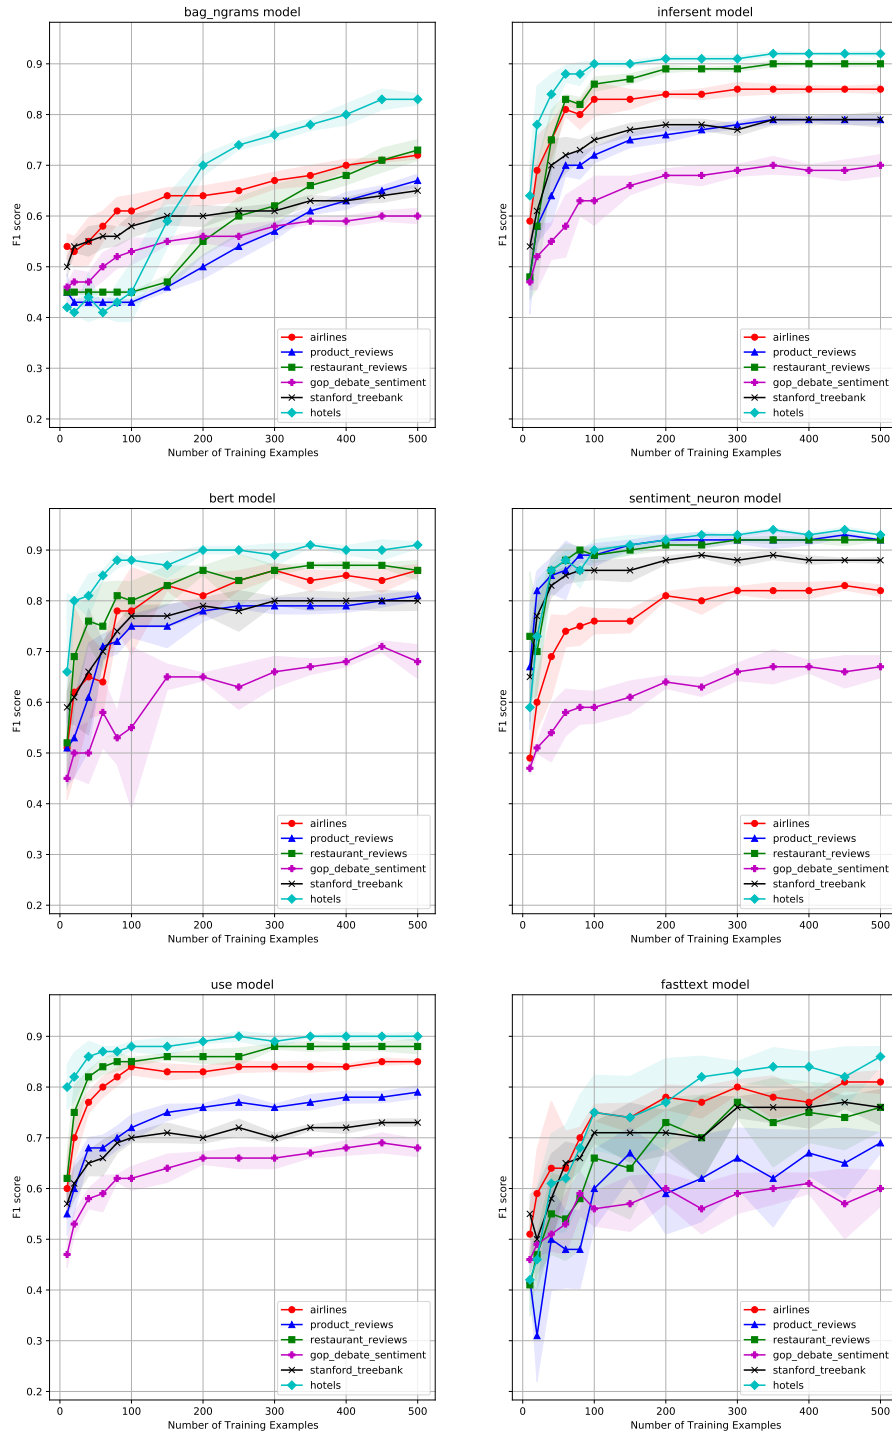 bag_ngrams model
0.9
0.8
0.7
0.6
0.5
0.4
0.3
0.2
F1 score
0 100 200 300 400 500
Number of Training Examples
airlines
product_reviews
restaurant_reviews
gop_debate_sentiment
stanford_treebank
hotels
infersent model
F1 score
0 100 200 300 400 500
Number of Training Examples
airlines
product_reviews
restaurant_reviews
gop_debate_sentiment
stanford_treebank
hotels
bert model
0.9
0.8
0.7
0.6
0.5
0.4
0.3
0.2
F1 score
0 100 200 300 400 500
Number of Training Examples
airlines
product_reviews
restaurant_reviews
gop_debate_sentiment
stanford_treebank
hotels
sentiment_neuron model
F1 score
0 100 200 300 400 500
Number of Training Examples
airlines
product_reviews
restaurant_reviews
gop_debate_sentiment
stanford_treebank
hotels
use model
0.9
0.8
0.7
0.6
0.5
0.4
0.3
0.2
F1 score
0 100 200 300 400 500
Number of Training Examples
airlines
product_reviews
restaurant_reviews
gop_debate_sentiment
stanford_treebank
hotels
fasttext model
F1 score
0 100 200 300 400 500
Number of Training Examples
airlines
product_reviews
restaurant_reviews
gop_debate_sentiment
stanford_treebank
hotels